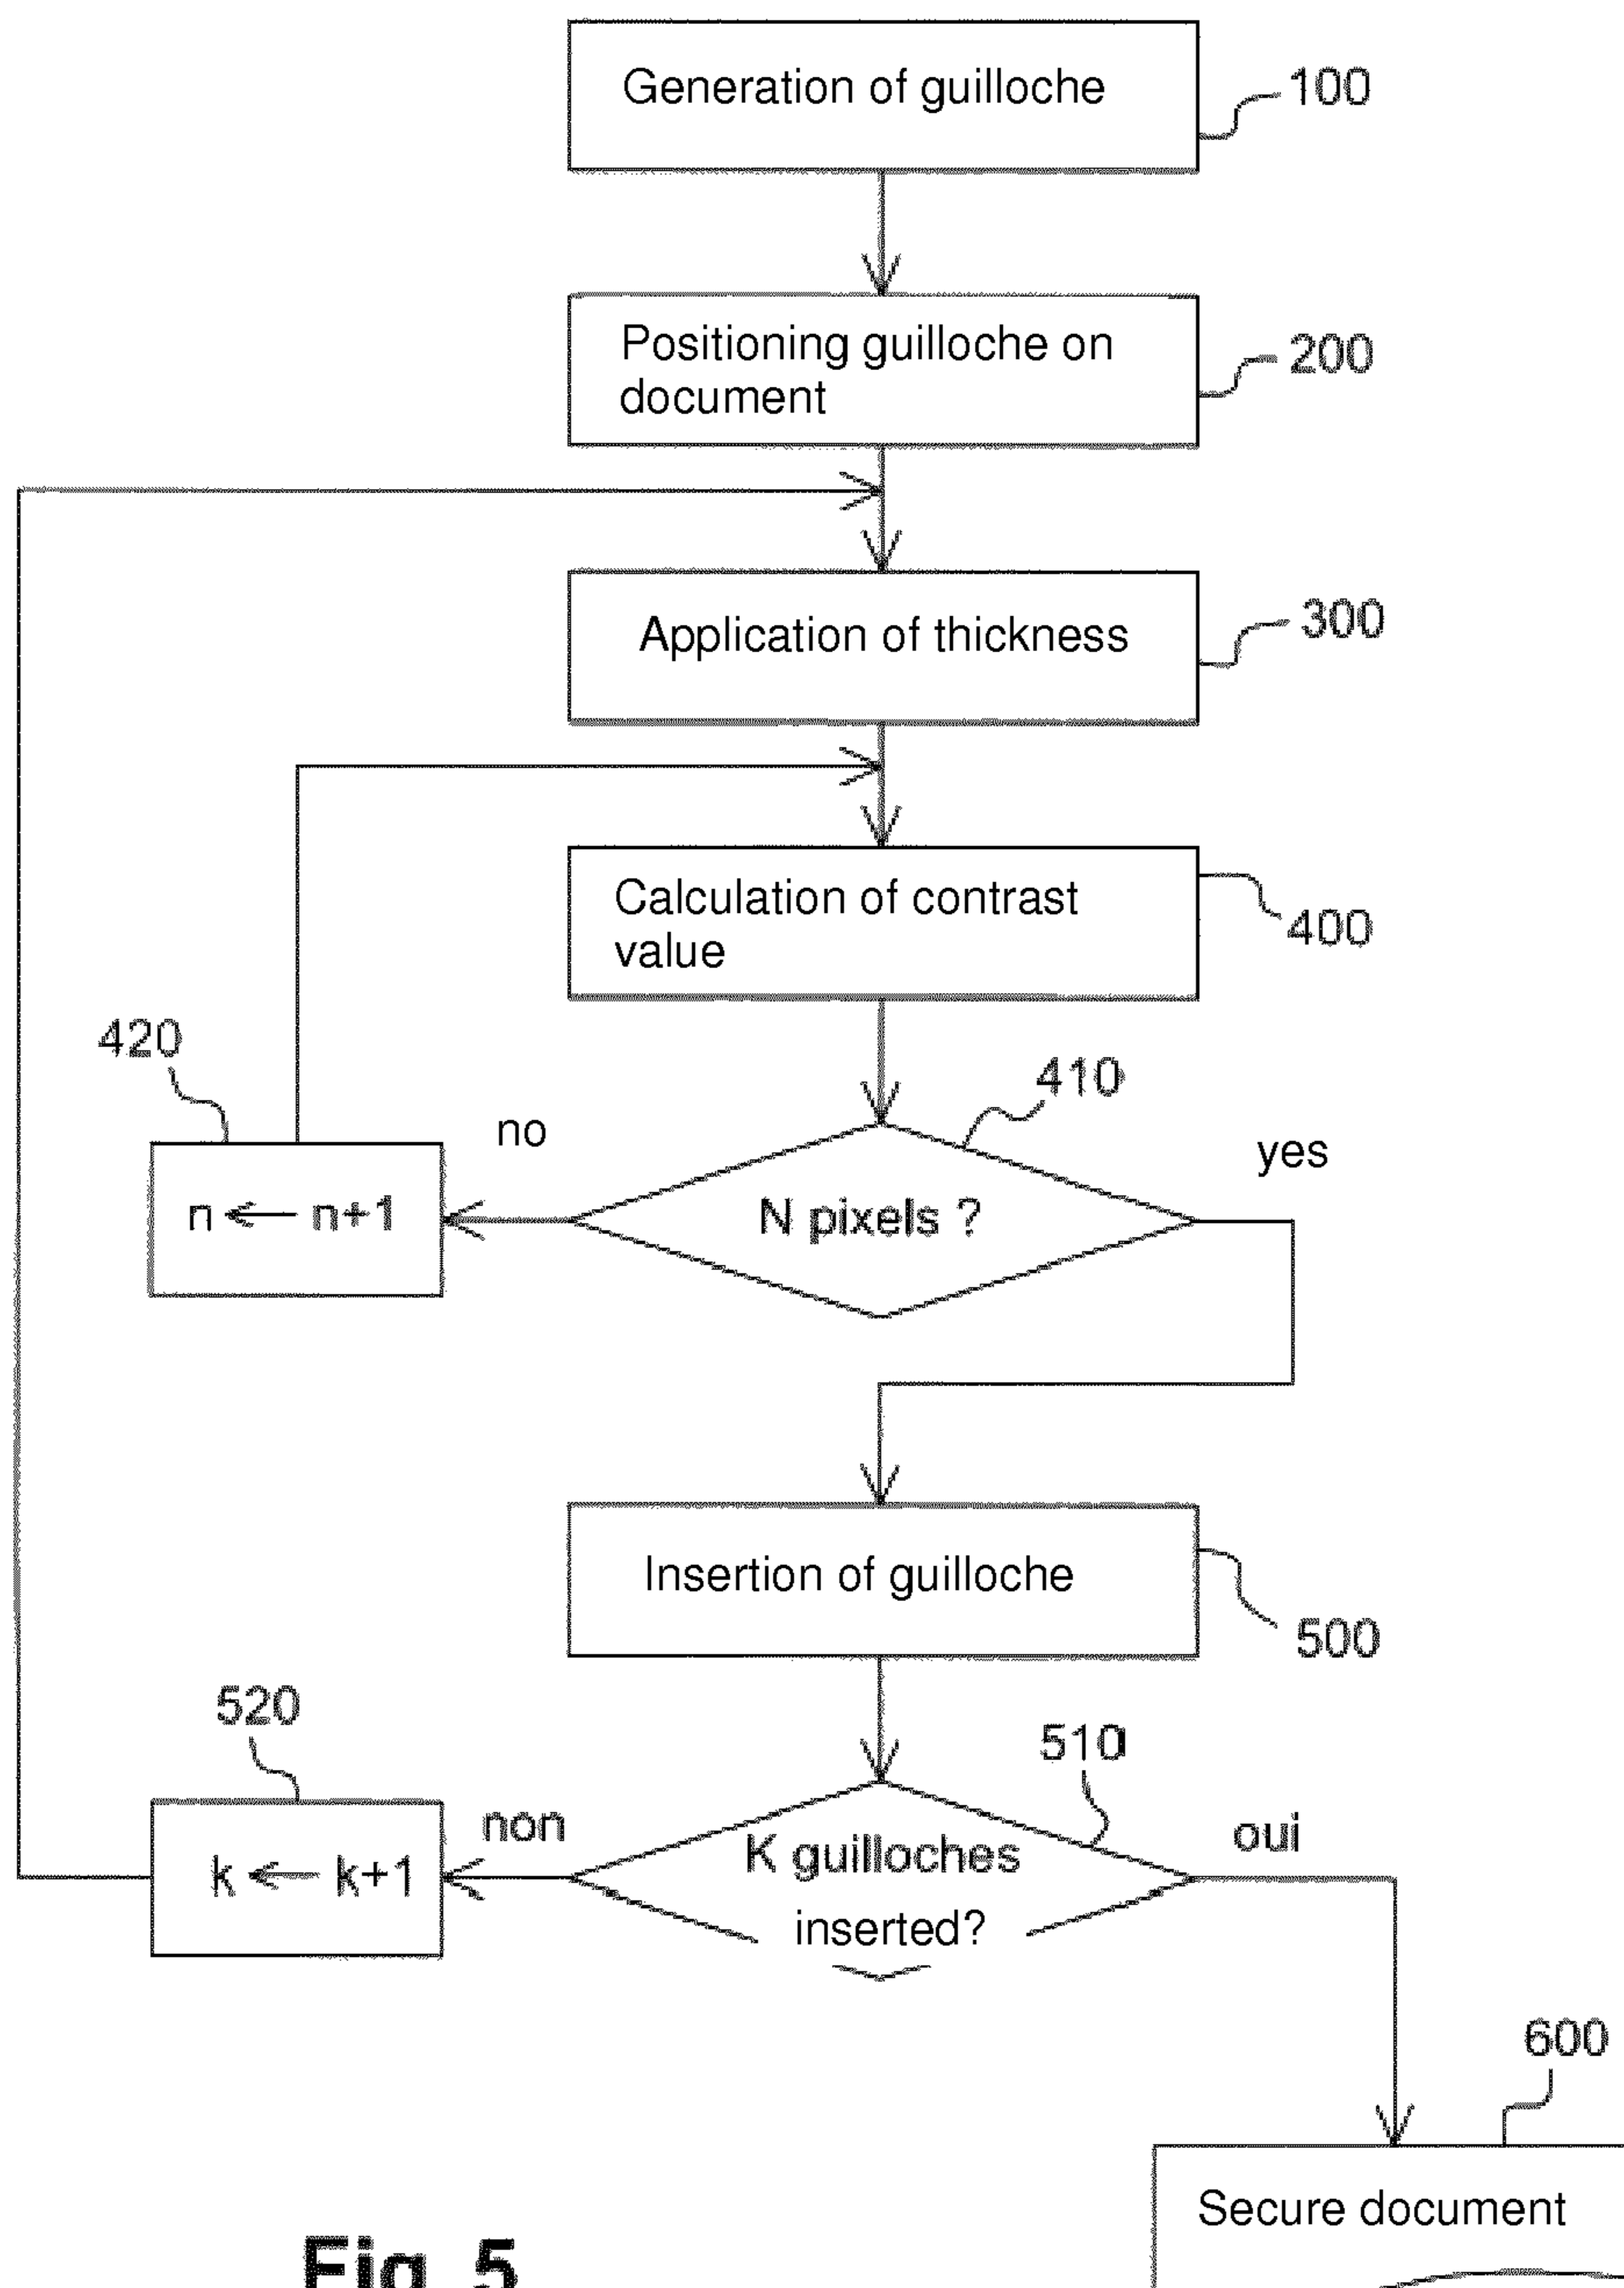 Generation of guilloche
100
Positioning guilloche on
document
200
Application of thickness
300
Calculation of contrast
value
400
420
410
no
yes
n ← n+1
N pixels ?
Insertion of guilloche
500
520
510
non
oui
k ← k+1
K guilloches
inserted?
600
Secure document
Fig. 5